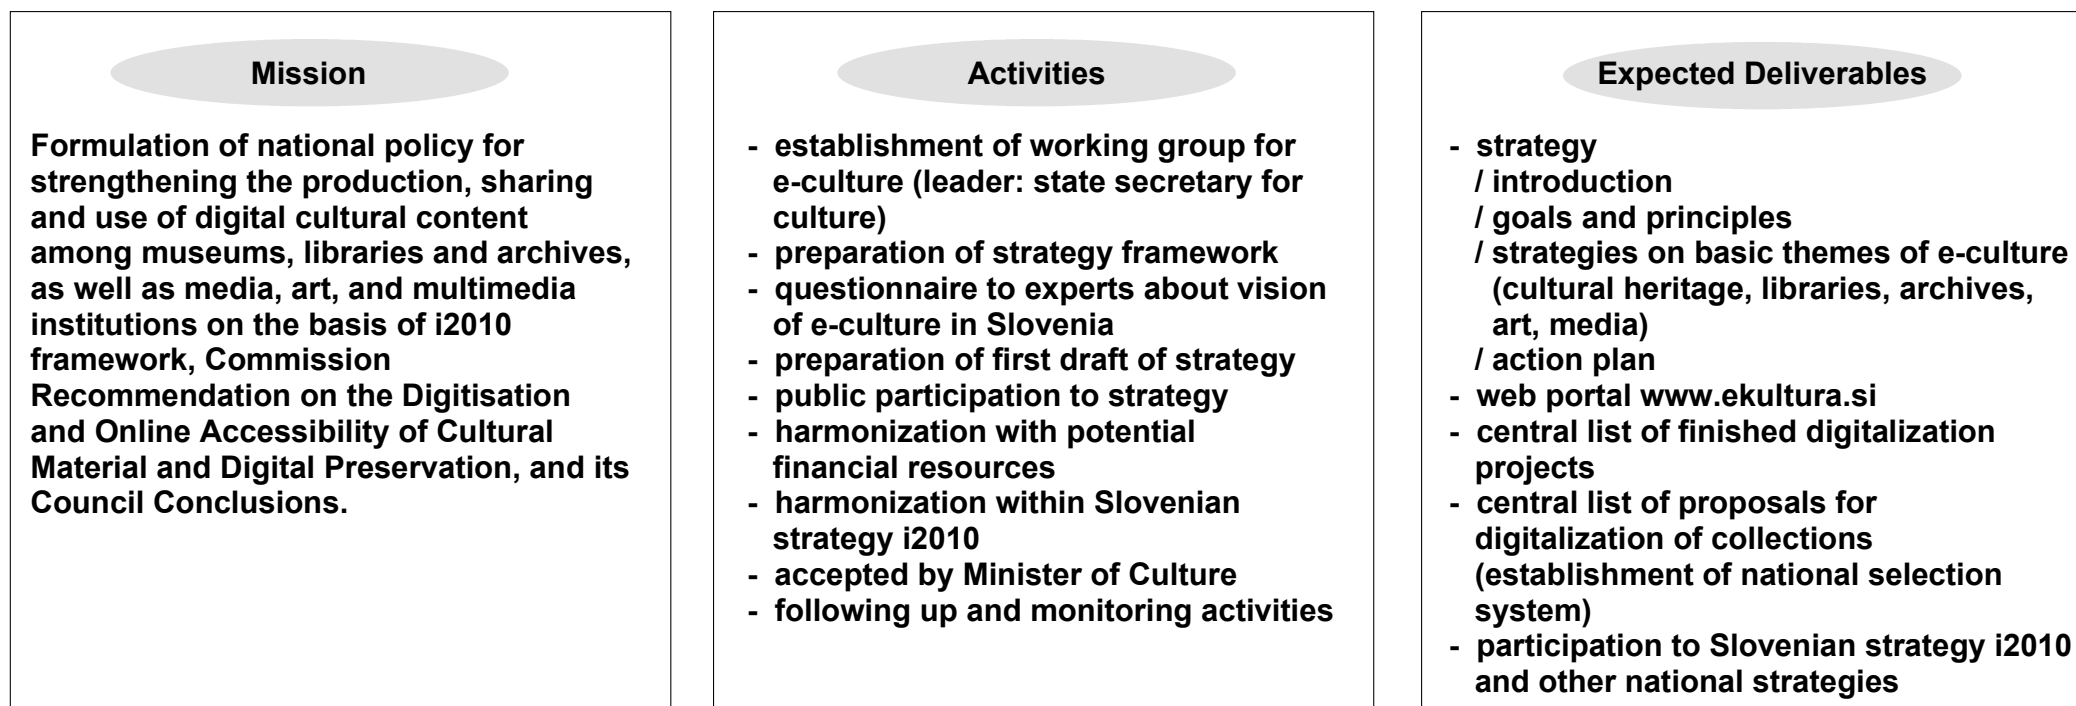 Mission
Formulation of national policy for
strengthening the production, sharing
and use of digital cultural content
among museums, libraries and archives,
as well as media, art, and multimedia
institutions on the basis of i2010
framework, Commission
Recommendation on the Digitisation
and Online Accessibility of Cultural
Material and Digital Preservation, and its
Council Conclusions.
Activities
- establishment of working group for
e-culture (leader: state secretary for
culture)
- preparation of strategy framework
- questionnaire to experts about vision
of e-culture in Slovenia
- preparation of first draft of strategy
- public participation to strategy
- harmonization with potential
financial resources
- harmonization within Slovenian
strategy i2010
- accepted by Minister of Culture
- following up and monitoring activities
Expected Deliverables
- strategy
/ introduction
/ goals and principles
/ strategies on basic themes of e-culture
(cultural heritage, libraries, archives,
art, media)
/ action plan
- web portal www.ekultura.si
- central list of finished digitalization
projects
- central list of proposals for
digitalization of collections
(establishment of national selection
system)
- participation to Slovenian strategy i2010
and other national strategies